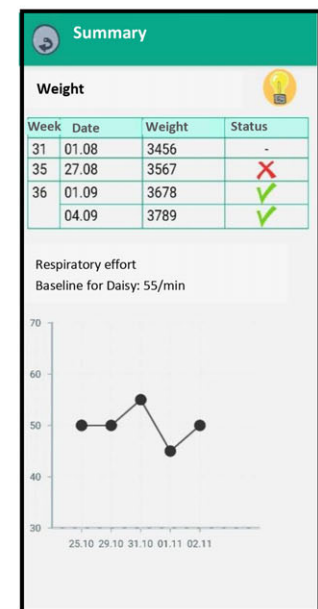 Summary
Weight
Week Date Weight Status
31 01.08 3456 -
35 27.08 3567
36 01.09 3678
04.09 3789
Respiratory effort
Baseline for Daisy: 55/min
70
60
50
40
30
25.10 29.10 31.10 01.11 02.11